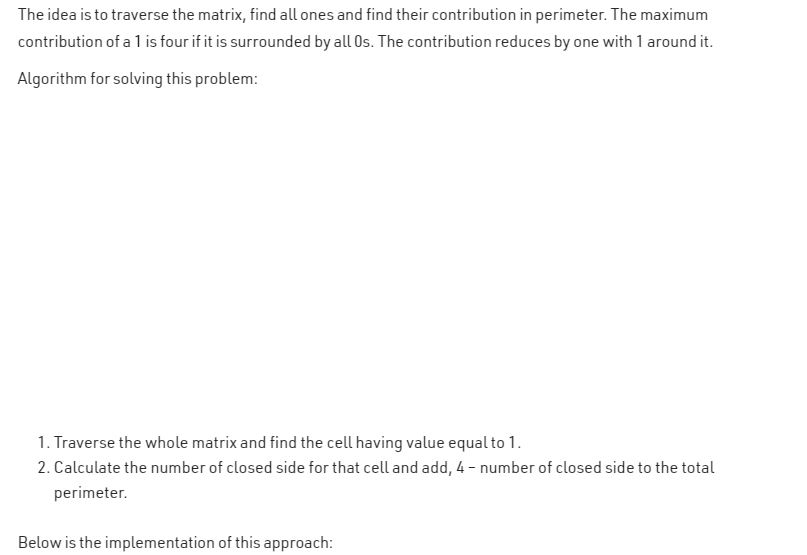 The idea is to traverse the matrix, find all ones and find their contribution in perimeter. The maximum
contribution of a 1 is four if it is surrounded by all 0s. The contribution reduces by one with 1 around it.
Algorithm for solving this problem:
1. Traverse the whole matrix and find the cell having value equal to 1.
2. Calculate the number of closed side for that cell and add, 4 – number of closed side to the total
perimeter.
Below is the implementation of this approach: